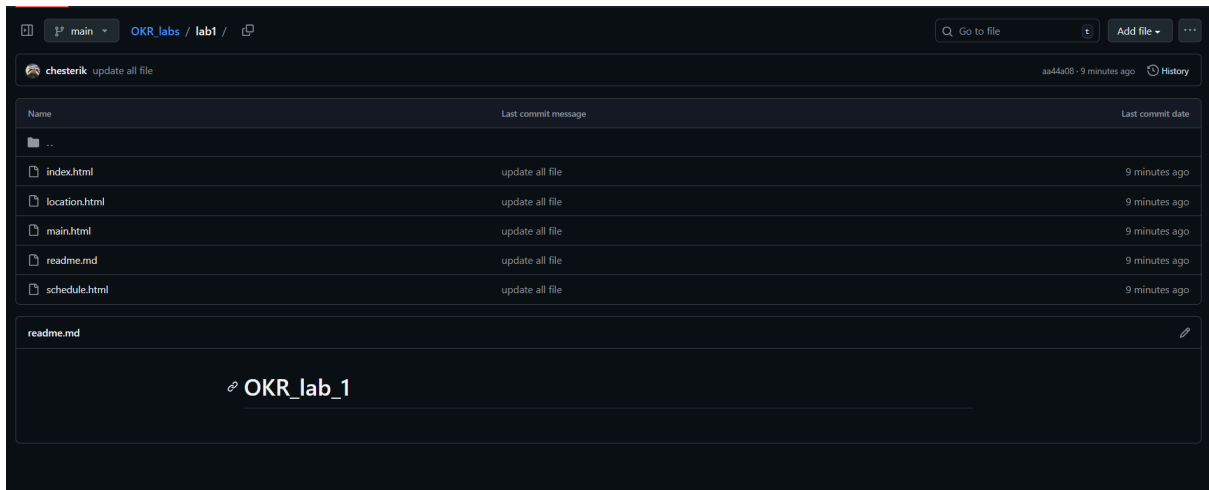 main OKR_labs / lab1 / Go to file t Add file
chesterik update all file aa44a08 · 9 minutes ago History
Name Last commit message Last commit date
..
index.html update all file 9 minutes ago
location.html update all file 9 minutes ago
main.html update all file 9 minutes ago
readme.md update all file 9 minutes ago
schedule.html update all file 9 minutes ago
readme.md
OKR_lab_1